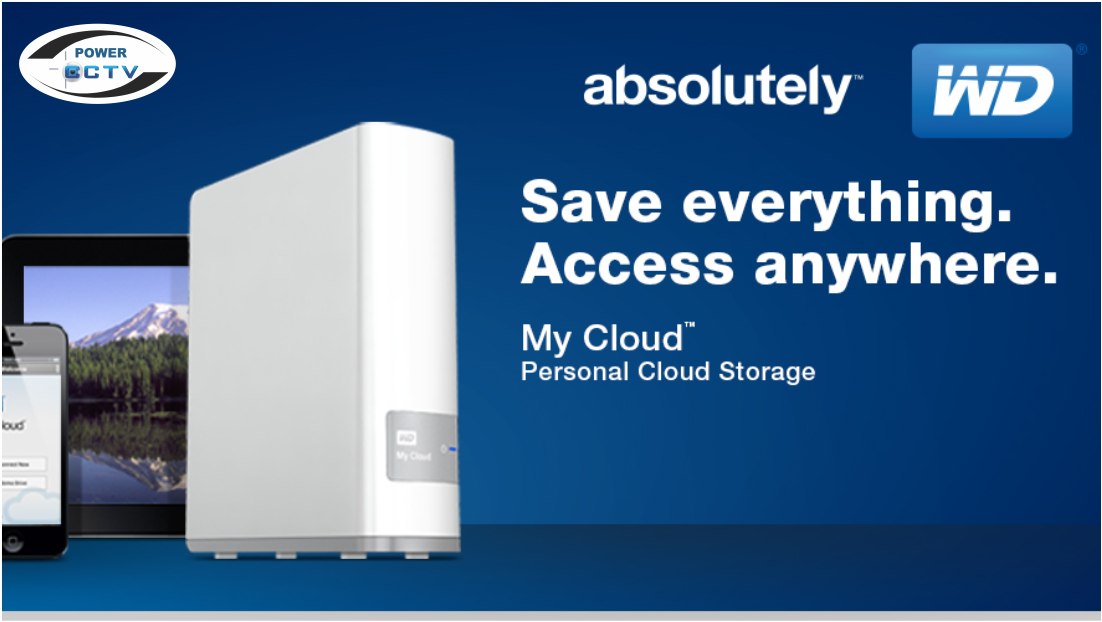 POWER
CCTV
absolutely™
WD®
Save everything.
Access anywhere.
My Cloud™
Personal Cloud Storage
WD
My Cloud